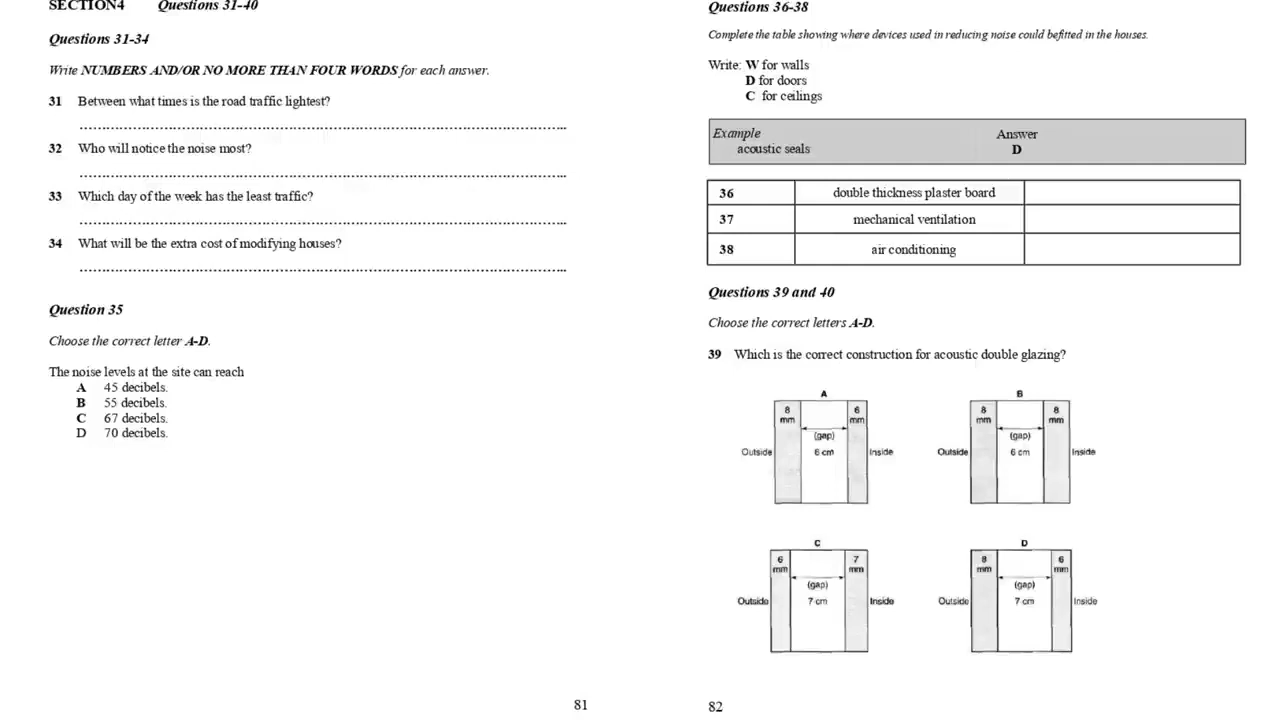 SECTION4 Questions 31-40
Questions 31-34
Write NUMBERS AND/OR NO MORE THAN FOUR WORDS for each answer.
31 Between what times is the road traffic lightest?
................................................................................................................
32 Who will notice the noise most?
................................................................................................................
33 Which day of the week has the least traffic?
................................................................................................................
34 What will be the extra cost of modifying houses?
................................................................................................................
Question 35
Choose the correct letter A-D.
The noise levels at the site can reach
A 45 decibels.
B 55 decibels.
C 67 decibels.
D 70 decibels.
81
Questions 36-38
Complete the table showing where devices used in reducing noise could befitted in the houses.
Write: W for walls
D for doors
C for ceilings
Example Answer
acoustic seals D
36 double thickness plaster board
37 mechanical ventilation
38 air conditioning
Questions 39 and 40
Choose the correct letters A-D.
39 Which is the correct construction for acoustic double glazing?
A B
8 mm 6 mm 8 mm 8 mm
(gap) (gap)
Outside 6 cm Inside Outside 6 cm Inside
C D
6 mm 7 mm 8 mm 6 mm
(gap) (gap)
Outside 7 cm Inside Outside 7 cm Inside
82